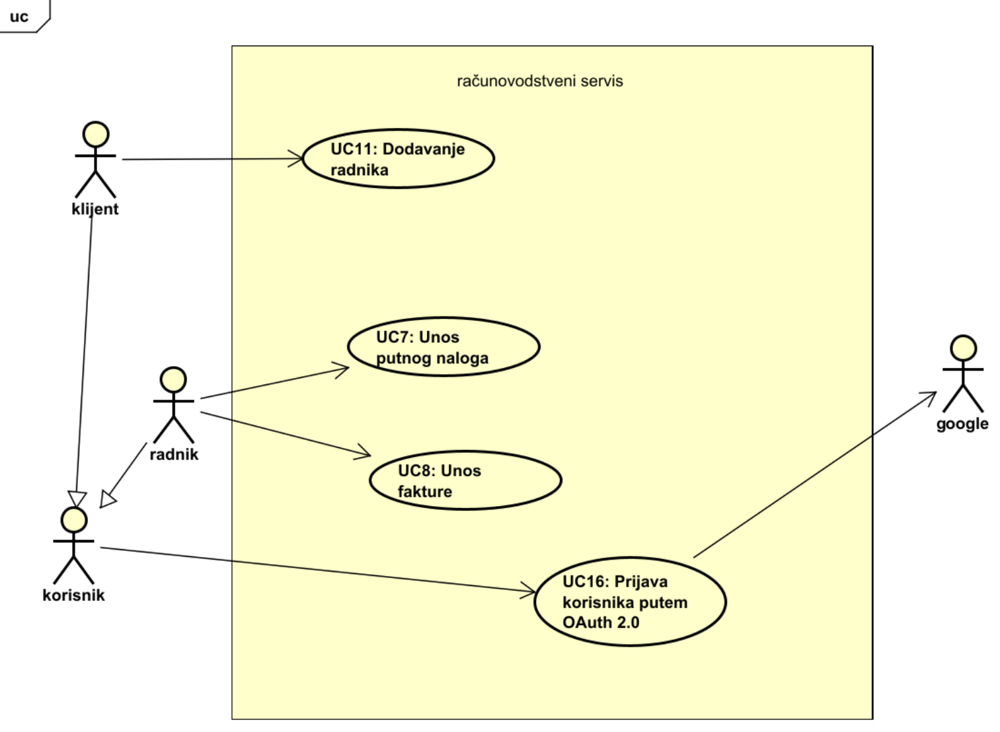 uc
računovodstveni servis
UC11: Dodavanje
radnika
klijent
UC7: Unos
putnog naloga
google
radnik
UC8: Unos
fakture
korisnik
UC16: Prijava
korisnika putem
OAuth 2.0